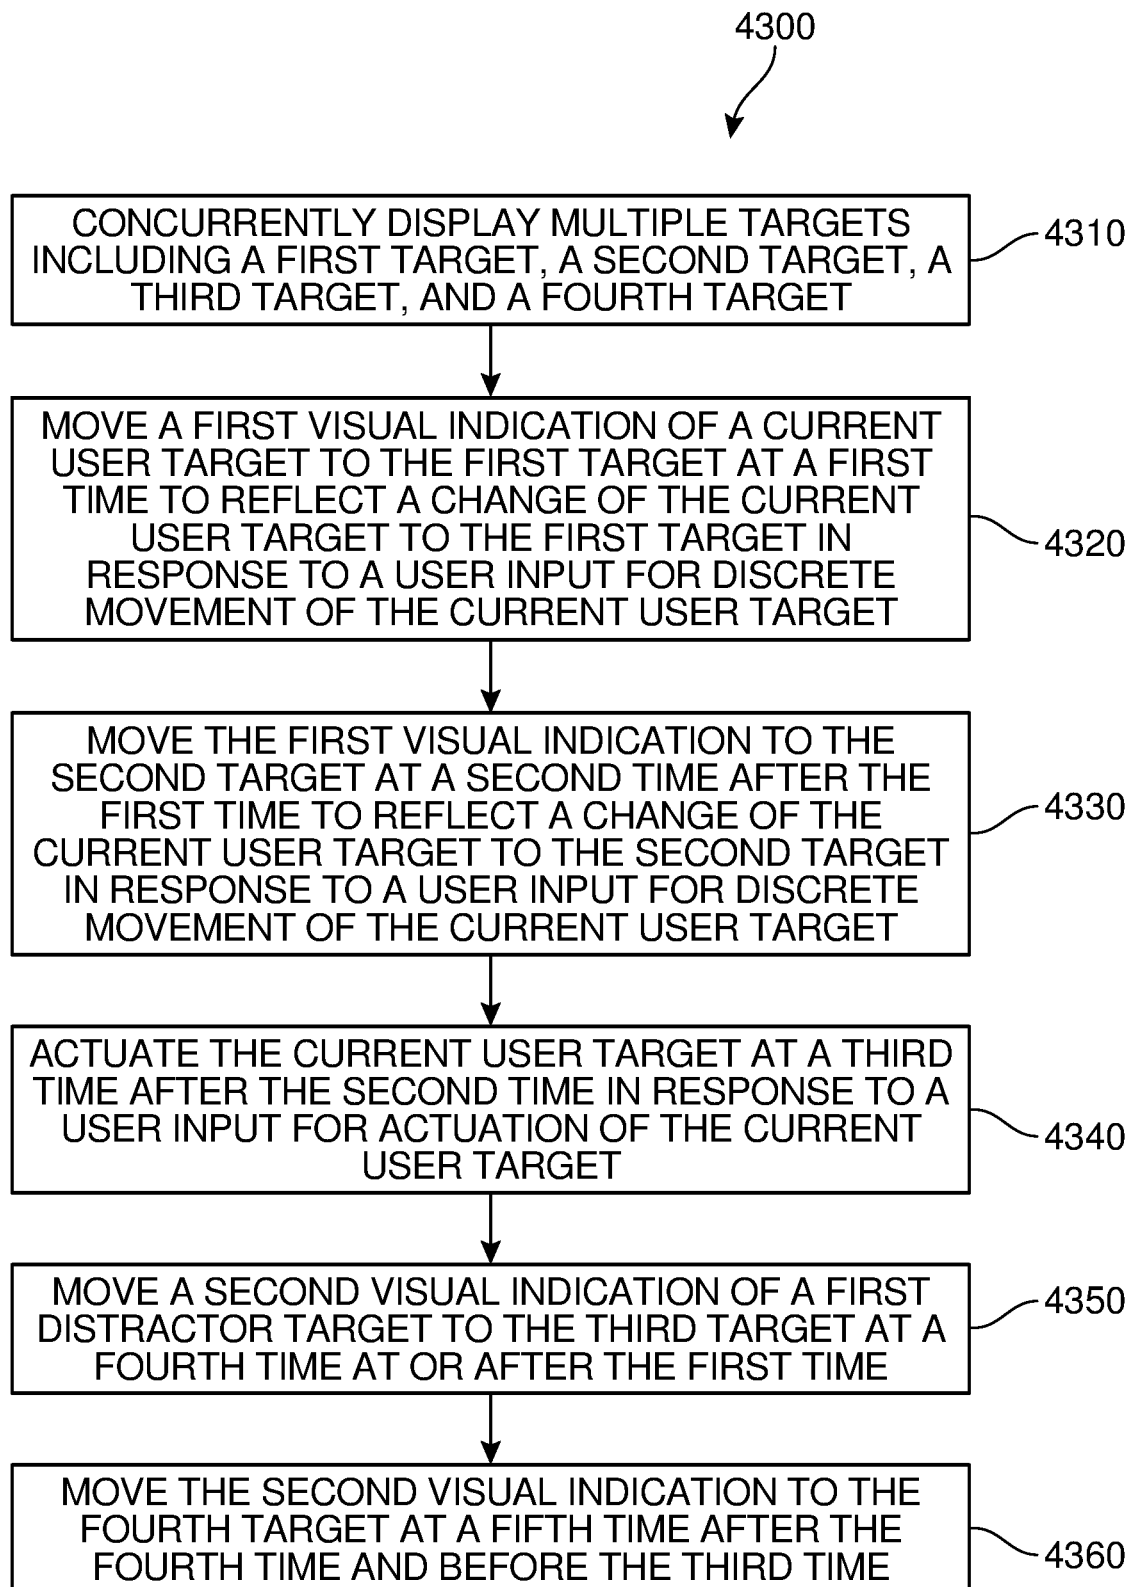 4300
CONCURRENTLY DISPLAY MULTIPLE TARGETS
INCLUDING A FIRST TARGET, A SECOND TARGET, A
THIRD TARGET, AND A FOURTH TARGET
4310
MOVE A FIRST VISUAL INDICATION OF A CURRENT
USER TARGET TO THE FIRST TARGET AT A FIRST
TIME TO REFLECT A CHANGE OF THE CURRENT
USER TARGET TO THE FIRST TARGET IN
RESPONSE TO A USER INPUT FOR DISCRETE
MOVEMENT OF THE CURRENT USER TARGET
4320
MOVE THE FIRST VISUAL INDICATION TO THE
SECOND TARGET AT A SECOND TIME AFTER THE
FIRST TIME TO REFLECT A CHANGE OF THE
CURRENT USER TARGET TO THE SECOND TARGET
IN RESPONSE TO A USER INPUT FOR DISCRETE
MOVEMENT OF THE CURRENT USER TARGET
4330
ACTUATE THE CURRENT USER TARGET AT A THIRD
TIME AFTER THE SECOND TIME IN RESPONSE TO A
USER INPUT FOR ACTUATION OF THE CURRENT
USER TARGET
4340
MOVE A SECOND VISUAL INDICATION OF A FIRST
DISTRACTOR TARGET TO THE THIRD TARGET AT A
FOURTH TIME AT OR AFTER THE FIRST TIME
4350
MOVE THE SECOND VISUAL INDICATION TO THE
FOURTH TARGET AT A FIFTH TIME AFTER THE
FOURTH TIME AND BEFORE THE THIRD TIME
4360